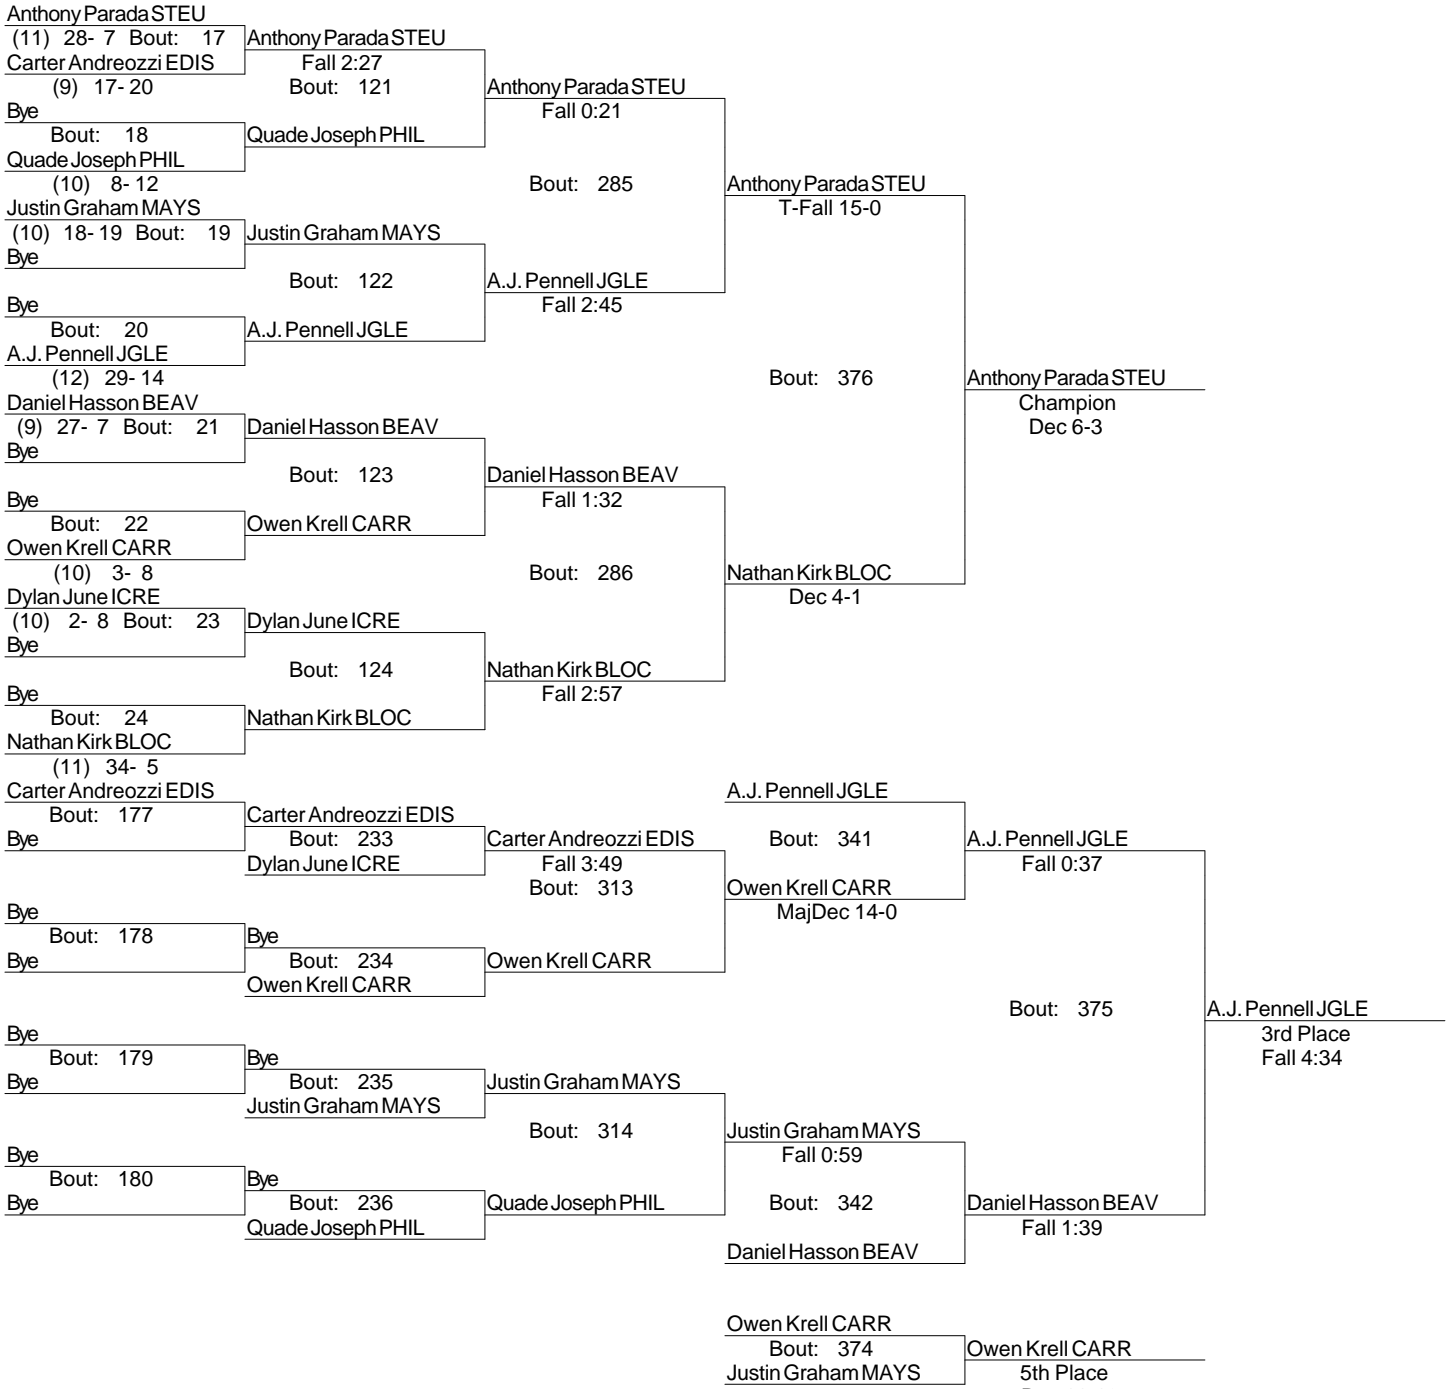 Anthony Parada STEU
(11) 28- 7 Bout: 17
Carter Andreozzi EDIS
(9) 17- 20
Bye
Bout: 18
Quade Joseph PHIL
(10) 8- 12
Justin Graham MAYS
(10) 18- 19 Bout: 19
Bye
Bye
Bout: 20
A.J. Pennell JGLE
(12) 29- 14
Daniel Hasson BEAV
(9) 27- 7 Bout: 21
Bye
Bye
Bout: 22
Owen Krell CARR
(10) 3- 8
Dylan June ICRE
(10) 2- 8 Bout: 23
Bye
Bye
Bout: 24
Nathan Kirk BLOC
(11) 34- 5
Anthony Parada STEU
Fall 2:27
Bout: 121
Quade Joseph PHIL
Justin Graham MAYS
Bout: 122
A.J. Pennell JGLE
Daniel Hasson BEAV
Bout: 123
Owen Krell CARR
Dylan June ICRE
Bout: 124
Nathan Kirk BLOC
Anthony Parada STEU
Fall 0:21
Bout: 285
A.J. Pennell JGLE
Fall 2:45
Daniel Hasson BEAV
Fall 1:32
Bout: 286
Nathan Kirk BLOC
Fall 2:57
Anthony Parada STEU
T-Fall 15-0
Bout: 376
Nathan Kirk BLOC
Dec 4-1
Anthony Parada STEU
Champion
Dec 6-3
Carter Andreozzi EDIS
Bout: 177
Bye
Bye
Bout: 178
Bye
Bye
Bout: 179
Bye
Bye
Bout: 180
Bye
Carter Andreozzi EDIS
Bout: 233
Dylan June ICRE
Bye
Bout: 234
Owen Krell CARR
Bye
Bout: 235
Justin Graham MAYS
Bye
Bout: 236
Quade Joseph PHIL
Carter Andreozzi EDIS
Fall 3:49
Bout: 313
Owen Krell CARR
Justin Graham MAYS
Bout: 314
Quade Joseph PHIL
A.J. Pennell JGLE
Bout: 341
Owen Krell CARR
MajDec 14-0
Justin Graham MAYS
Fall 0:59
Bout: 342
Daniel Hasson BEAV
A.J. Pennell JGLE
Fall 0:37
Bout: 375
Daniel Hasson BEAV
Fall 1:39
A.J. Pennell JGLE
3rd Place
Fall 4:34
Owen Krell CARR
Bout: 374
Justin Graham MAYS
Owen Krell CARR
5th Place